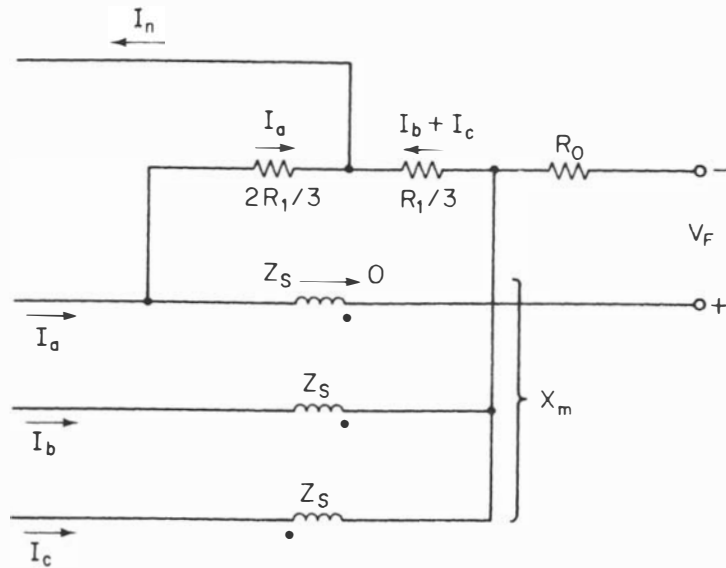 I_n
I_a
I_b + I_c
R_0
2R_1/3
R_1/3
−
V_F
Z_S
0
+
I_a
X_m
Z_S
I_b
Z_S
I_c